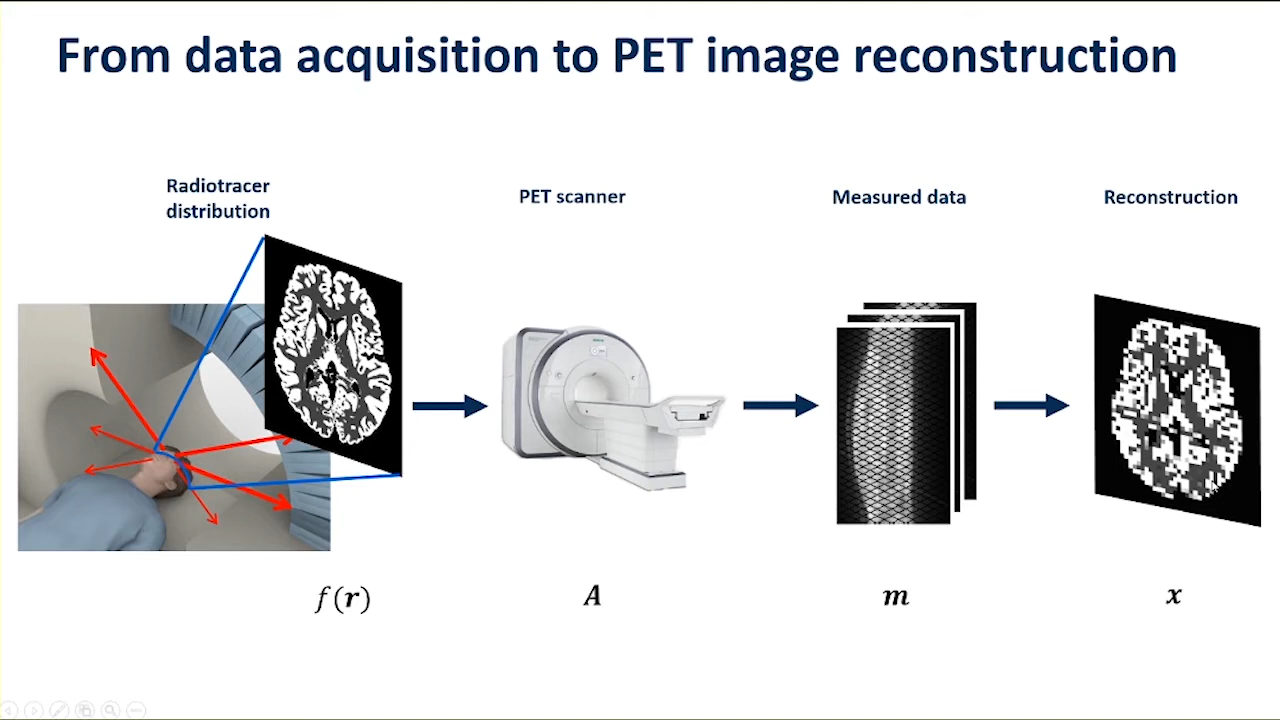 From data acquisition to PET image reconstruction
Radiotracer
distribution
PET scanner
Measured data
Reconstruction
f(r)
A
m
x